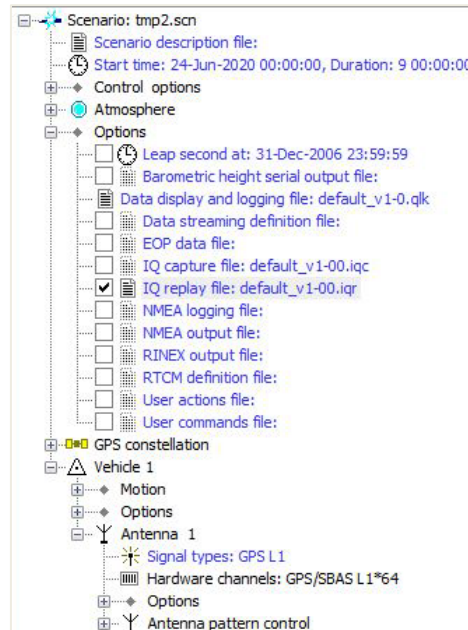 Scenario: tmp2.scn
Scenario description file:
Start time: 24-Jun-2020 00:00:00, Duration: 9 00:00:00
Control options
Atmosphere
Options
Leap second at: 31-Dec-2006 23:59:59
Barometric height serial output file:
Data display and logging file: default_v1-0.qlk
Data streaming definition file:
EOP data file:
IQ capture file: default_v1-00.iqc
IQ replay file: default_v1-00.iqr
NMEA logging file:
NMEA output file:
RINEX output file:
RTCM definition file:
User actions file:
User commands file:
GPS constellation
Vehicle 1
Motion
Options
Antenna 1
Signal types: GPS L1
Hardware channels: GPS/SBAS L1*64
Options
Antenna pattern control